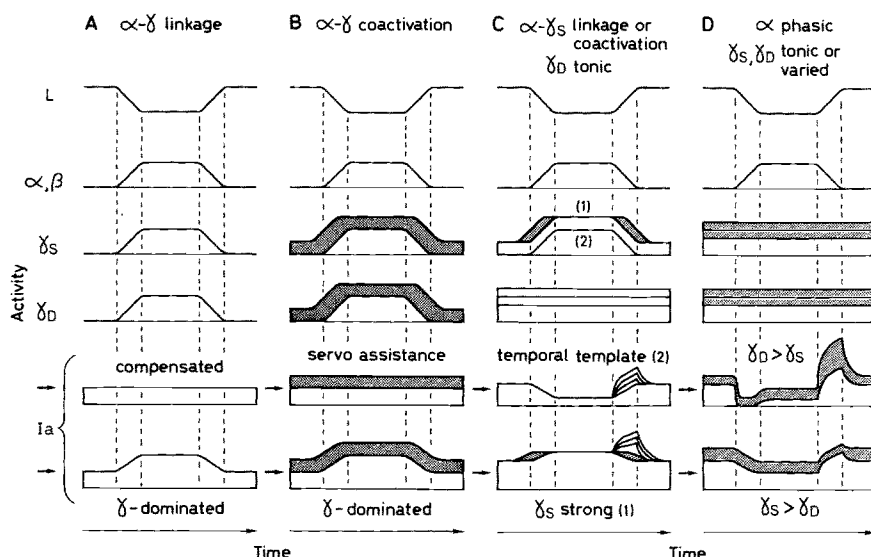 A ∝-γ linkage
B ∝-γ coactivation
C ∝-γS linkage or
coactivation
γD tonic
D ∝ phasic
γS,γD tonic or
varied
L
∝,β
γS
(1)
(2)
γD
Activity
compensated
servo assistance
temporal template (2)
γD > γS
Ia
γ-dominated
γ-dominated
γS strong (1)
γS > γD
Time
Time